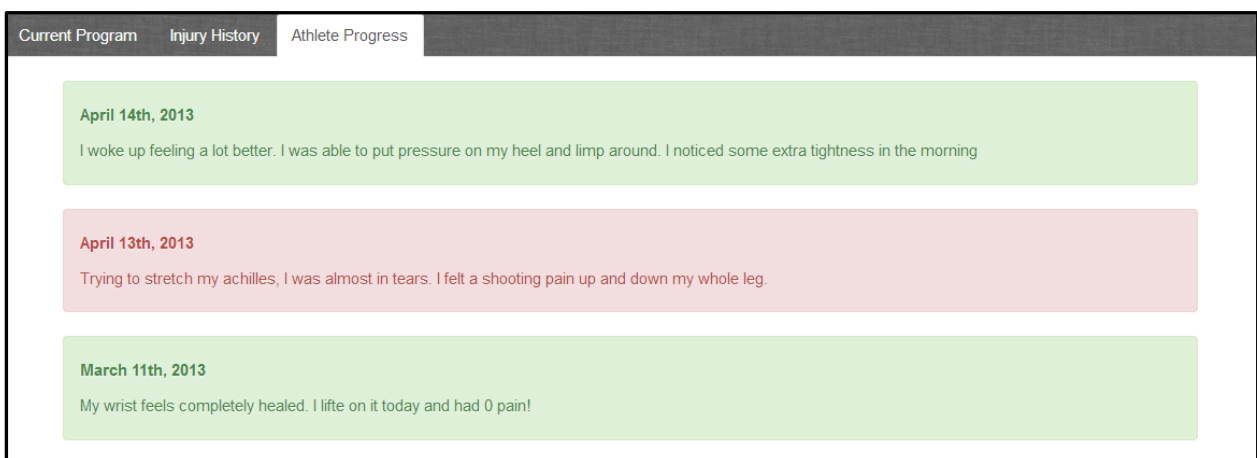 Current Program Injury History Athlete Progress
April 14th, 2013
I woke up feeling a lot better. I was able to put pressure on my heel and limp around. I noticed some extra tightness in the morning
April 13th, 2013
Trying to stretch my achilles, I was almost in tears. I felt a shooting pain up and down my whole leg.
March 11th, 2013
My wrist feels completely healed. I lifte on it today and had 0 pain!